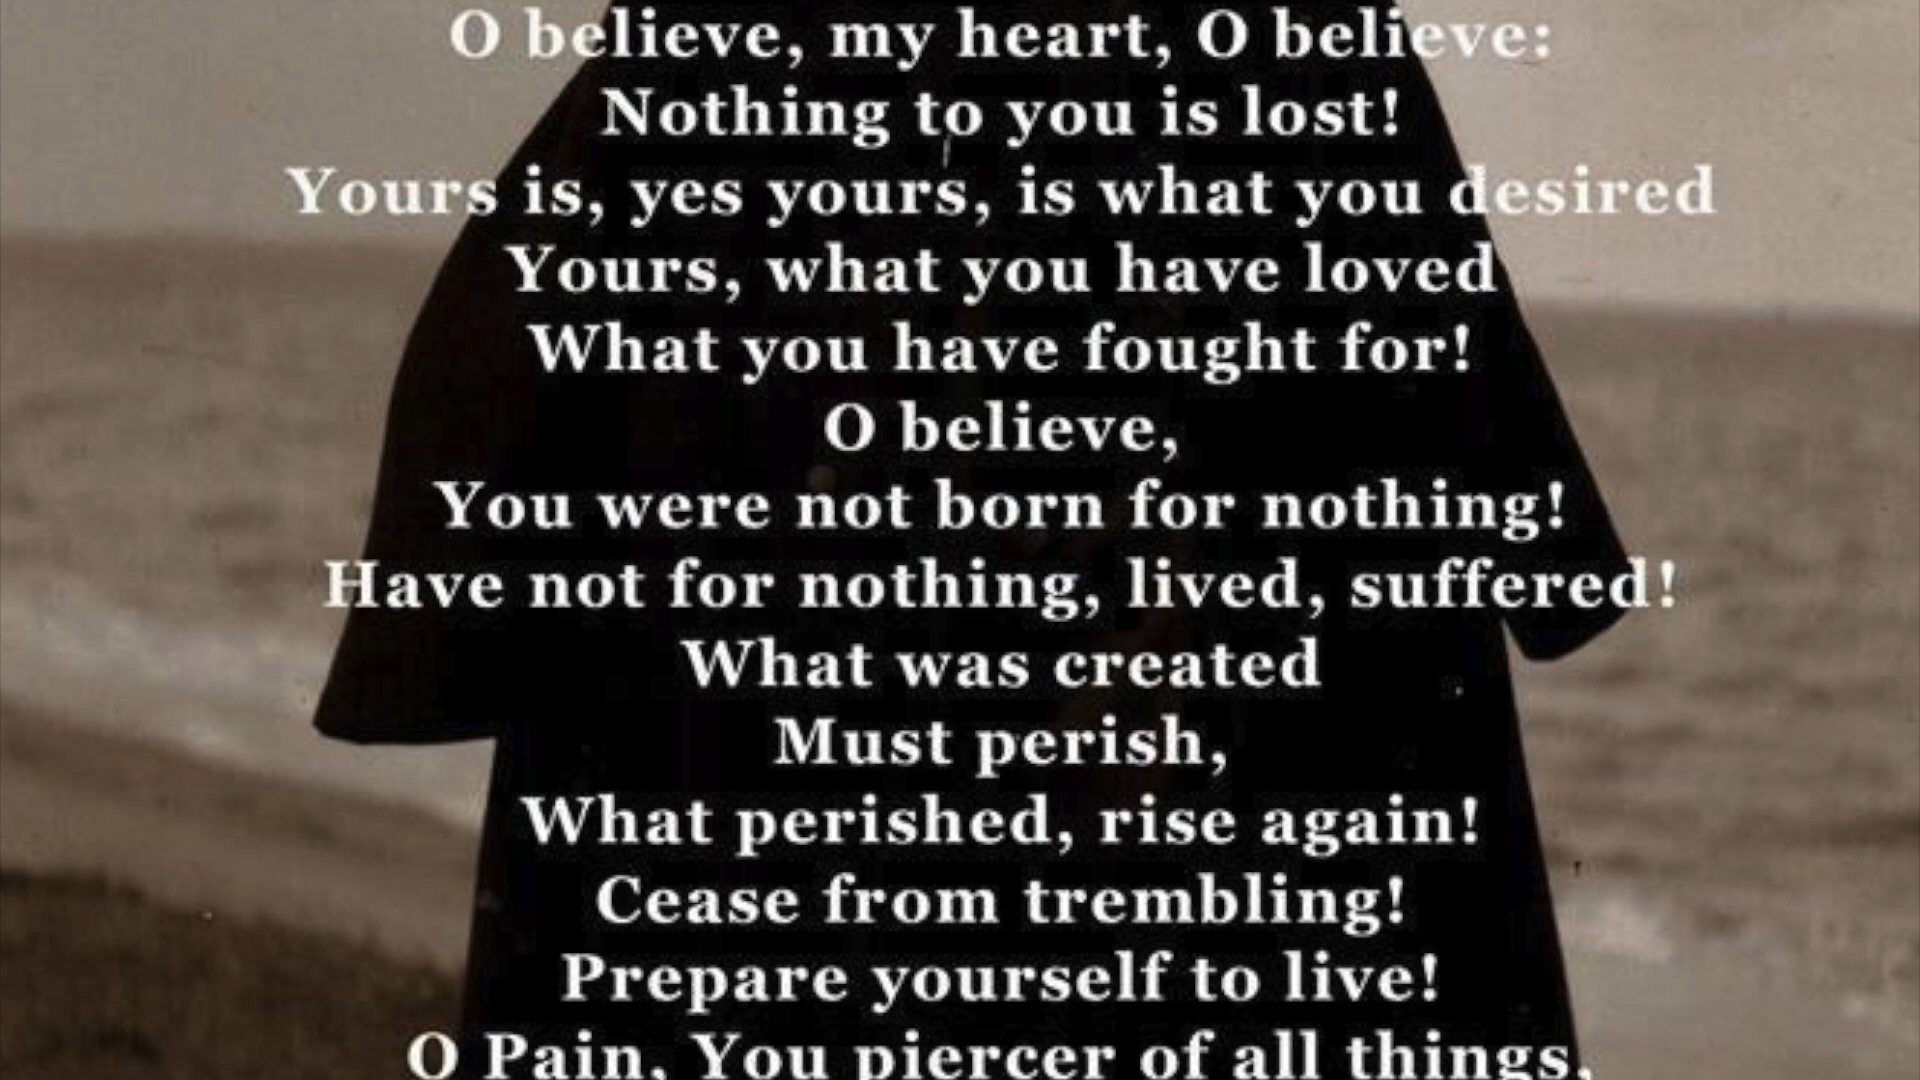 O believe, my heart, O believe:
Nothing to you is lost!
Yours is, yes yours, is what you desired
Yours, what you have loved
What you have fought for!
O believe,
You were not born for nothing!
Have not for nothing, lived, suffered!
What was created
Must perish,
What perished, rise again!
Cease from trembling!
Prepare yourself to live!
O Pain, You piercer of all things,